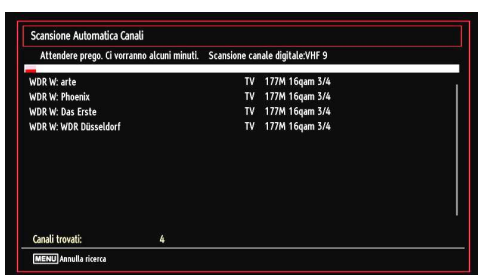 Scansione Automatica Canali
Attendere prego. Ci vorranno alcuni minuti. Scansione canale digitale:VHF 9
WDR W: arte TV 177M 16qam 3/4
WDR W: Phoenix TV 177M 16qam 3/4
WDR W: Das Erste TV 177M 16qam 3/4
WDR W: WDR Düsseldorf TV 177M 16qam 3/4
Canali trovati: 4
MENU Annulla ricerca